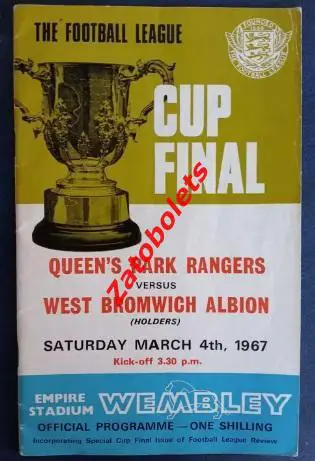 THE FOOTBALL LEAGUE
CUP
FINAL
QUEEN'S PARK RANGERS
VERSUS
WEST BROMWICH ALBION
(HOLDERS)
SATURDAY MARCH 4th, 1967
Kick-off 3.30 p.m.
EMPIRE
STADIUM
WEMBLEY
OFFICIAL PROGRAMME—ONE SHILLING
Incorporating Special Cup Final Issue of Football League Review
Zatobolets